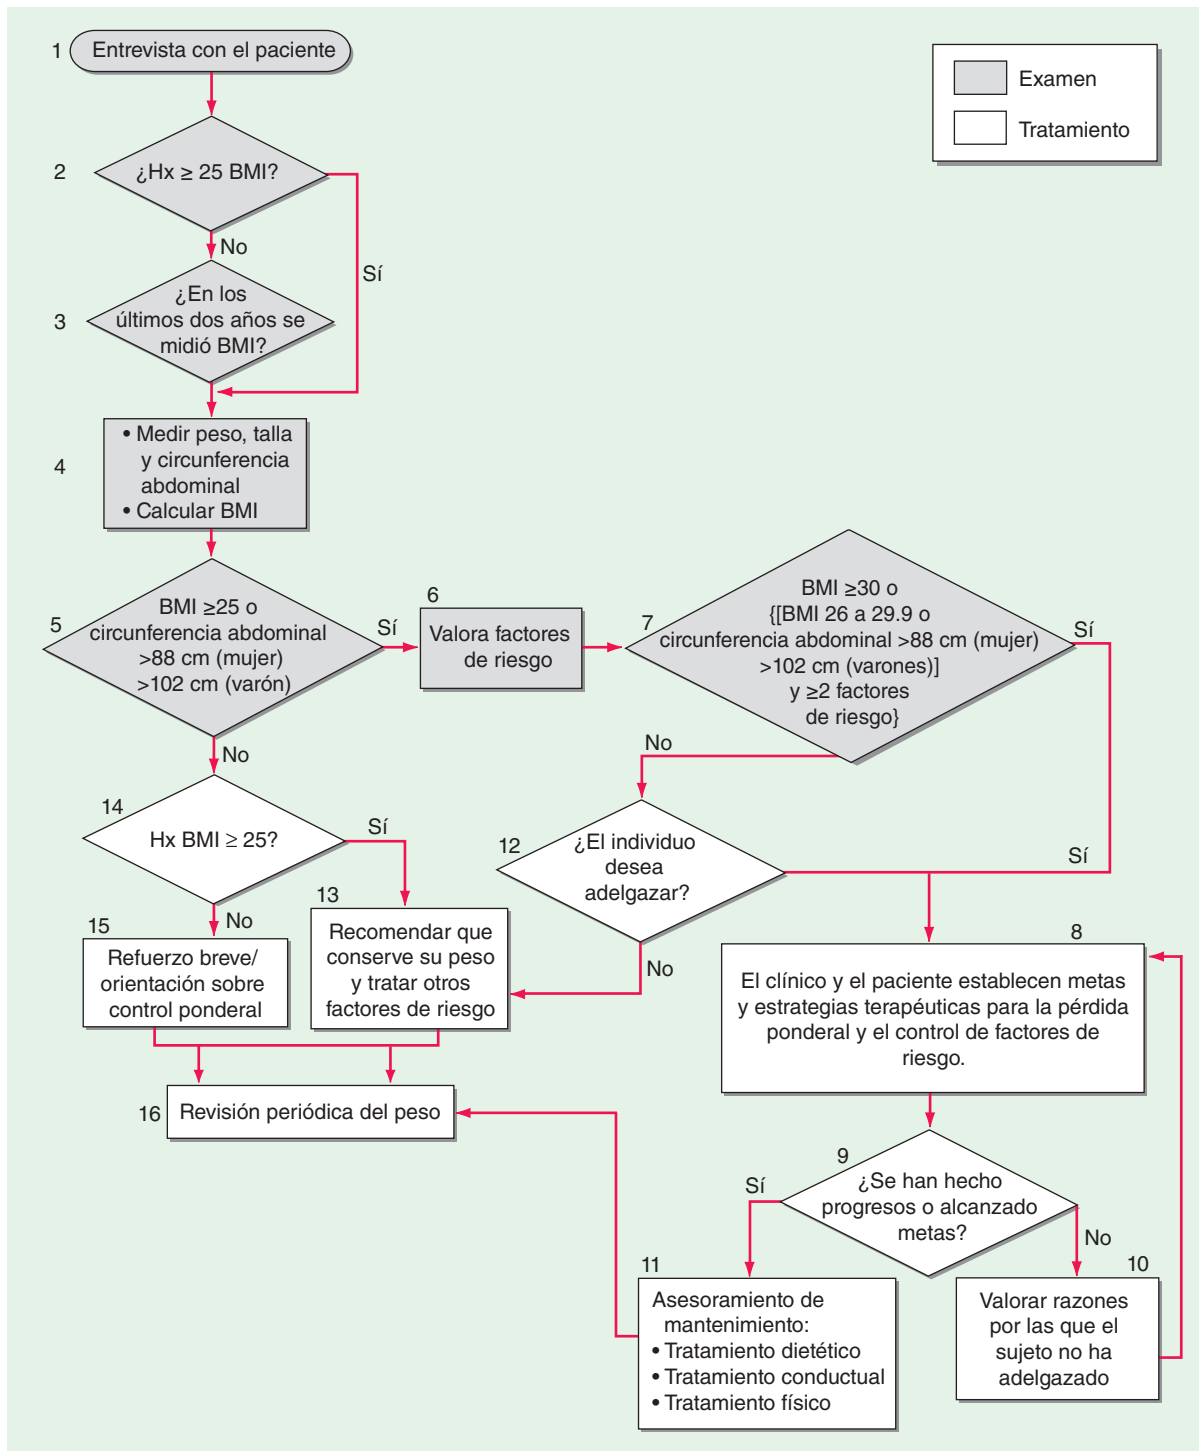 1
Entrevista con el paciente
Examen
Tratamiento
2
¿Hx ≥ 25 BMI?
No
Sí
3
¿En los
últimos dos años se
midió BMI?
4
• Medir peso, talla
y circunferencia
abdominal
• Calcular BMI
5
BMI ≥25 o
circunferencia abdominal
>88 cm (mujer)
>102 cm (varón)
Sí
6
Valora factores
de riesgo
7
BMI ≥30 o
{[BMI 26 a 29.9 o
circunferencia abdominal >88 cm (mujer)
>102 cm (varones)]
y ≥2 factores
de riesgo}
Sí
No
No
14
Hx BMI ≥ 25?
Sí
12
¿El individuo
desea
adelgazar?
Sí
No
15
No
Refuerzo breve/
orientación sobre
control ponderal
13
Recomendar que
conserve su peso
y tratar otros
factores de riesgo
8
El clínico y el paciente establecen metas
y estrategias terapéuticas para la pérdida
ponderal y el control de factores de
riesgo.
16
Revisión periódica del peso
9
¿Se han hecho
progresos o alcanzado
metas?
Sí
No
11
Asesoramiento de
mantenimiento:
• Tratamiento dietético
• Tratamiento conductual
• Tratamiento físico
10
Valorar razones
por las que el
sujeto no ha
adelgazado